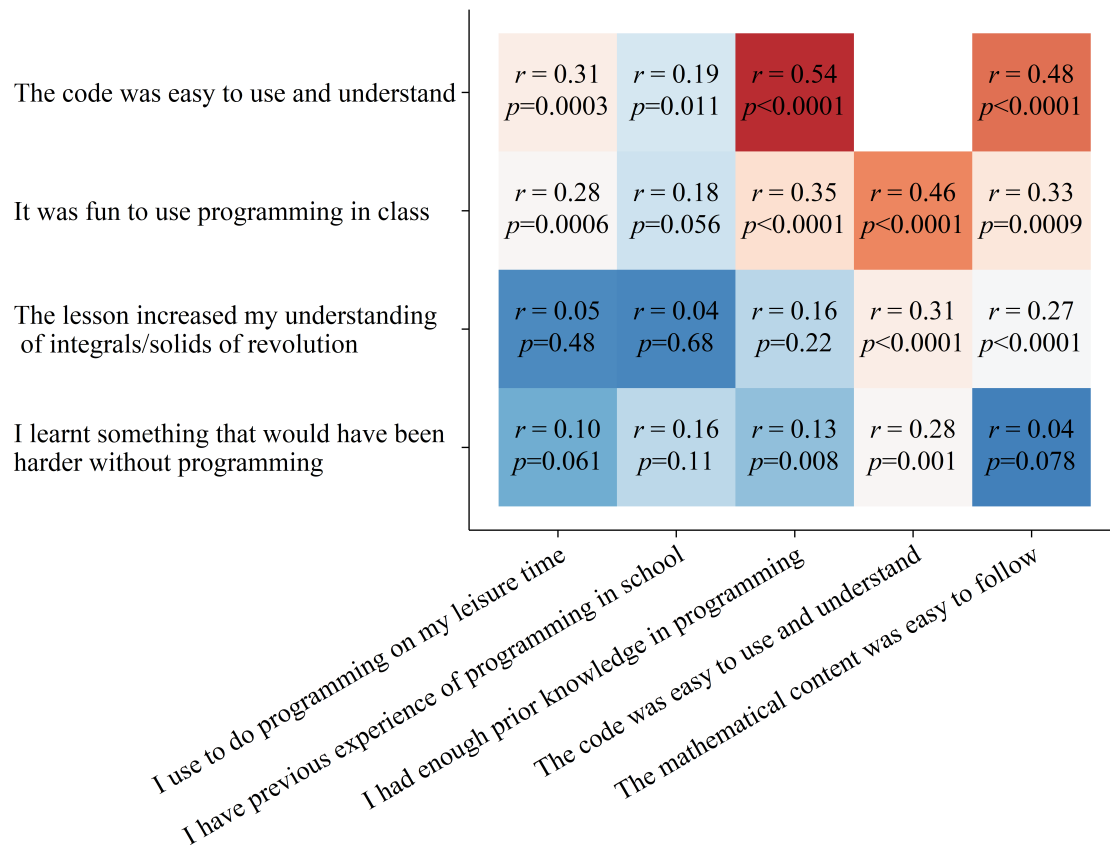 The code was easy to use and understand
r = 0.31 r = 0.19 r = 0.54 r = 0.48
p=0.0003 p=0.011 p<0.0001 p<0.0001
It was fun to use programming in class
r = 0.28 r = 0.18 r = 0.35 r = 0.46 r = 0.33
p=0.0006 p=0.056 p<0.0001 p<0.0001 p=0.0009
The lesson increased my understanding
of integrals/solids of revolution
r = 0.05 r = 0.04 r = 0.16 r = 0.31 r = 0.27
p=0.48 p=0.68 p=0.22 p<0.0001 p<0.0001
I learnt something that would have been
harder without programming
r = 0.10 r = 0.16 r = 0.13 r = 0.28 r = 0.04
p=0.061 p=0.11 p=0.008 p=0.001 p=0.078
I use to do programming on my leisure time
I have previous experience of programming in school
I had enough prior knowledge in programming
The code was easy to use and understand
The mathematical content was easy to follow